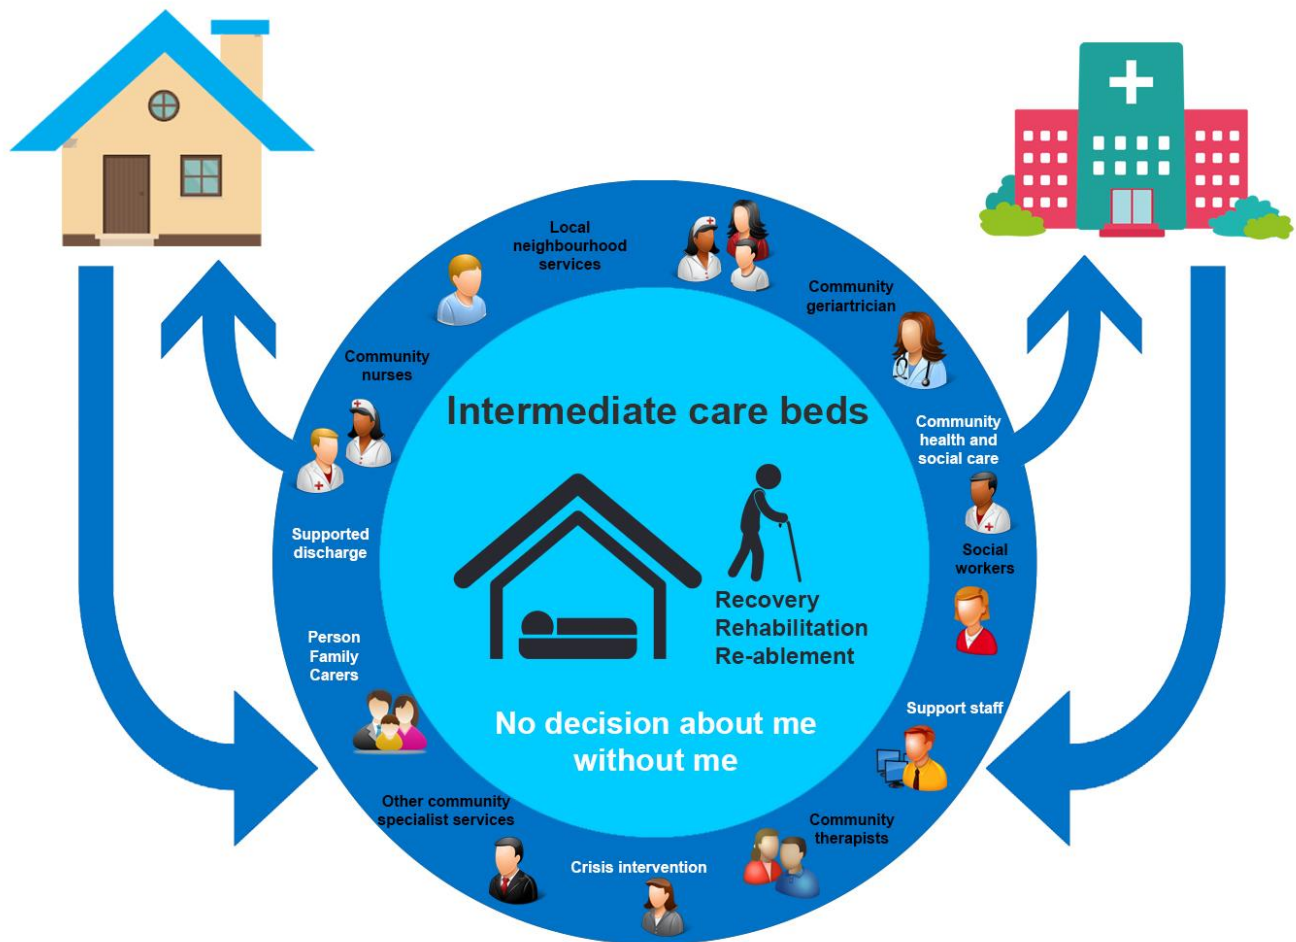 Local
neighbourhood
services
Community
geriartrician
Community
nurses
Intermediate care beds
Community
health and
social care
Supported
discharge
Social
workers
Recovery
Rehabilitation
Re-ablement
Person
Family
Carers
No decision about me
without me
Support staff
Other community
specialist services
Community
therapists
Crisis intervention